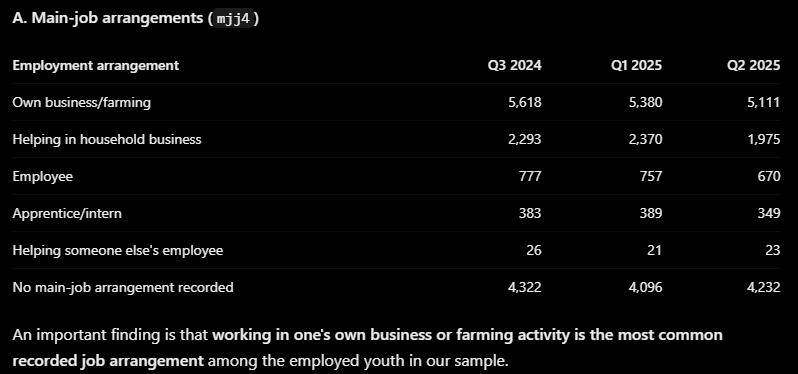 A. Main-job arrangements (mjj4)
Employment arrangement Q3 2024 Q1 2025 Q2 2025
Own business/farming 5,618 5,380 5,111
Helping in household business 2,293 2,370 1,975
Employee 777 757 670
Apprentice/intern 383 389 349
Helping someone else's employee 26 21 23
No main-job arrangement recorded 4,322 4,096 4,232
An important finding is that working in one's own business or farming activity is the most common
recorded job arrangement among the employed youth in our sample.